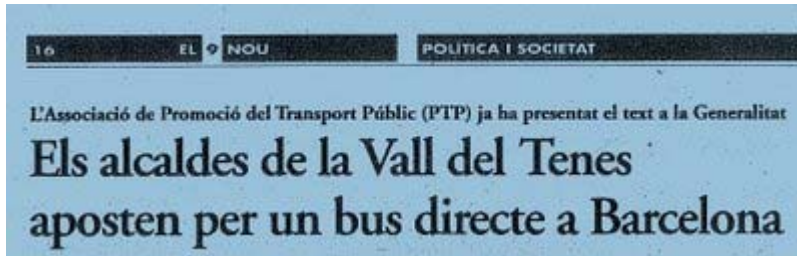 16 EL 9 NOU POLÍTICA I SOCIETAT
L'Associació de Promoció del Transport Públic (PTP) ja ha presentat el text a la Generalitat
Els alcaldes de la Vall del Tenes
aposten per un bus directe a Barcelona